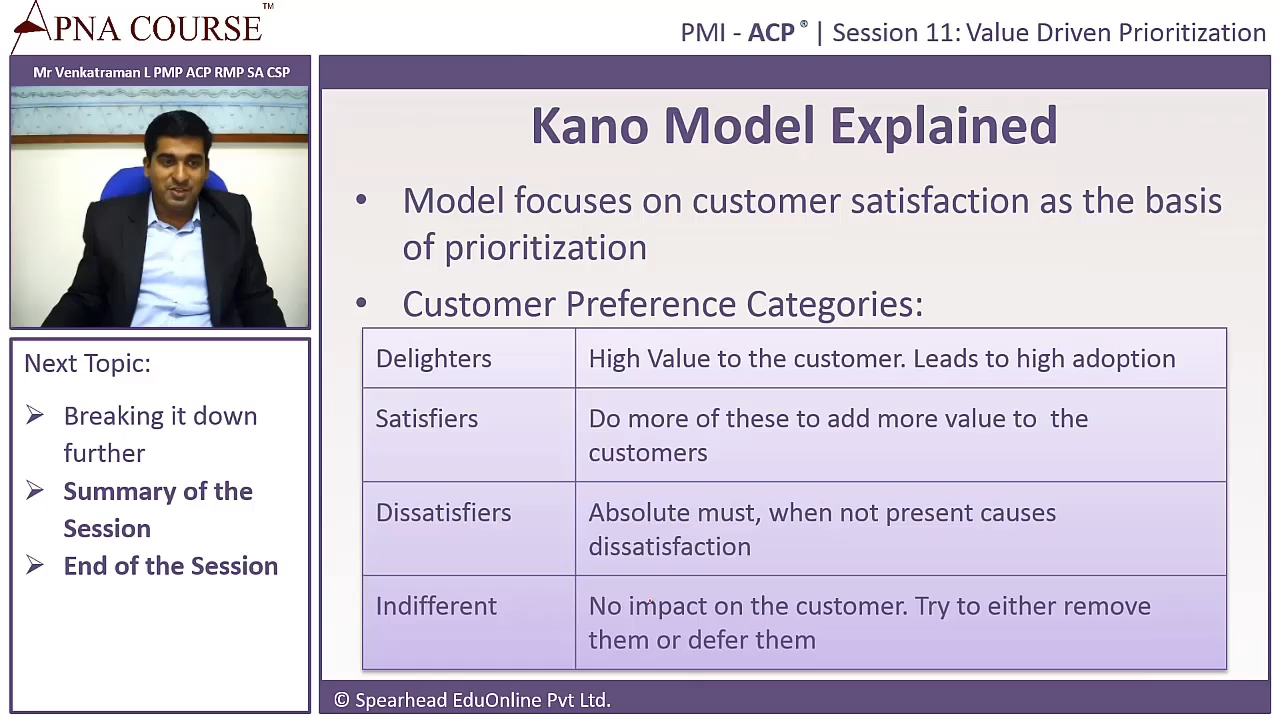 APNA COURSE™
PMI - ACP® | Session 11: Value Driven Prioritization
Mr Venkatraman L PMP ACP RMP SA CSP
Next Topic:
➢ Breaking it down
further
➢ Summary of the
Session
➢ End of the Session
Kano Model Explained
• Model focuses on customer satisfaction as the basis
of prioritization
• Customer Preference Categories:
Delighters High Value to the customer. Leads to high adoption
Satisfiers Do more of these to add more value to the
customers
Dissatisfiers Absolute must, when not present causes
dissatisfaction
Indifferent No impact on the customer. Try to either remove
them or defer them
© Spearhead EduOnline Pvt Ltd.